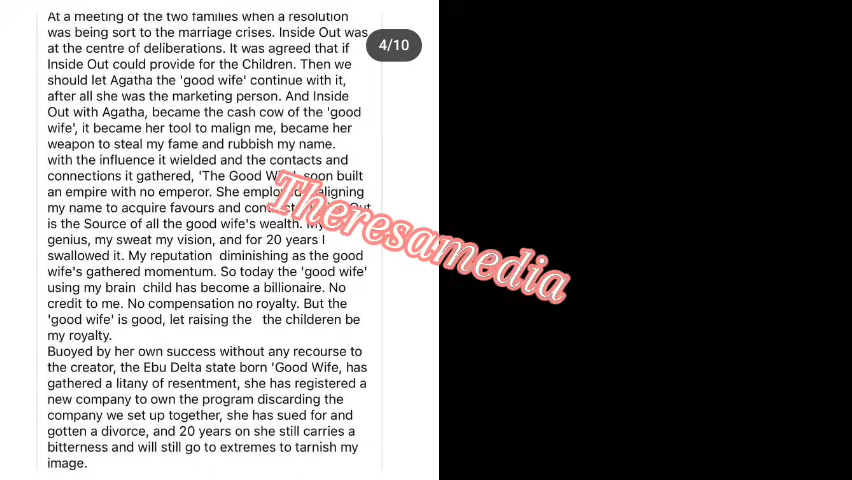 At a meeting of the two families when a resolution
was being sort to the marriage crises. Inside Out was
at the centre of deliberations. It was agreed that if
Inside Out could provide for the Children. Then we
should let Agatha the 'good wife' continue with it,
after all she was the marketing person. And Inside
Out with Agatha, became the cash cow of the 'good
wife', it became her tool to malign me, became her
weapon to steal my fame and rubbish my name.
with the influence it wielded and the contacts and
connections it gathered, 'The Good soon built
an empire with no emperor. She
my name to acquire favours and
is the Source of all the good wife's wealth.
genius, my sweat my vision, and for 20 years I
swallowed it. My reputation diminishing as the good
wife's gathered momentum. So today the 'good wife'
using my brain child has become a billionaire. No
credit to me. No compensation no royalty. But the
'good wife' is good, let raising the the childeren be
my royalty.
Buoyed by her own success without any recourse to
the creator, the Ebu Delta state born 'Good Wife, has
gathered a litany of resentment, she has registered a
new company to own the program discarding the
company we set up together, she has sued for and
gotten a divorce, and 20 years on she still carries a
bitterness and will still go to extremes to tarnish my
image.
4/10
Theresamedia